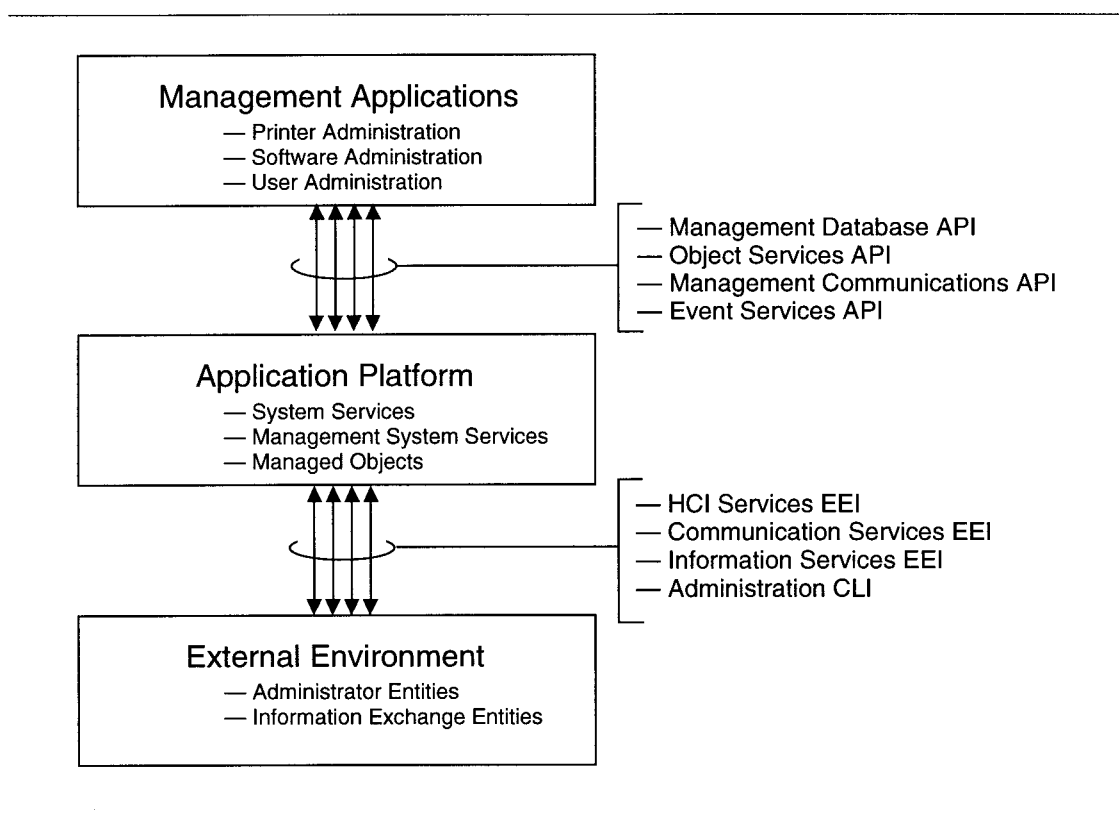 Management Applications
— Printer Administration
— Software Administration
— User Administration
— Management Database API
— Object Services API
— Management Communications API
— Event Services API
Application Platform
— System Services
— Management System Services
— Managed Objects
— HCI Services EEI
— Communication Services EEI
— Information Services EEI
— Administration CLI
External Environment
— Administrator Entities
— Information Exchange Entities